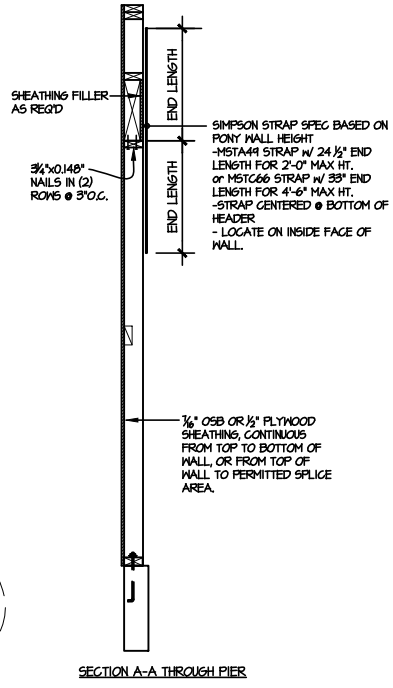 SHEATHING FILLER
AS REQ'D
END LENGTH
SIMPSON STRAP SPEC BASED ON
PONY WALL HEIGHT
-MSTA49 STRAP W/ 24 1/2" END
LENGTH FOR 2'-0" MAX HT.
or MSTC66 STRAP W/ 33" END
LENGTH FOR 4'-6" MAX HT.
-STRAP CENTERED @ BOTTOM OF
HEADER
- LOCATE ON INSIDE FACE OF
WALL.
3 1/4"x0.148"
NAILS IN (2)
ROWS @ 3"O.C.
END LENGTH
7/16" OSB OR 1/2" PLYWOOD
SHEATHING, CONTINUOUS
FROM TOP TO BOTTOM OF
WALL, OR FROM TOP OF
WALL TO PERMITTED SPLICE
AREA.
SECTION A-A THROUGH PIER